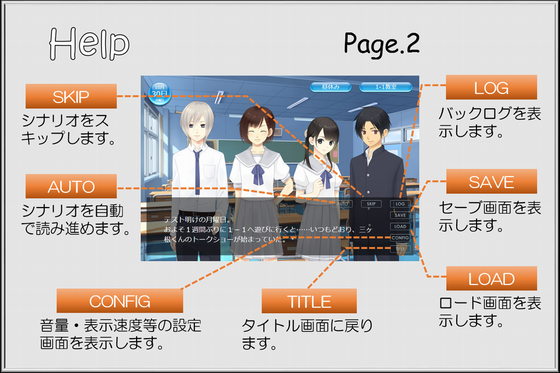 Help
Page.2
SKIP
シナリオをス
キップします。
AUTO
シナリオを自動
で読み進めます。
CONFIG
音量・表示速度等の設定
画面を表示します。
TITLE
タイトル画面に戻り
ます。
LOG
バックログを表
示します。
SAVE
セーブ画面を表
示します。
LOAD
ロード画面を表
示します。
30日
昼休み
1-1教室
SKIP
LOG
SAVE
LOAD
CONFIG
テスト明けの月曜日。
およそ1週間ぶりに1-1へ遊びに行くと……いつもどおり、三ケ
根くんのトークショーが始まっていた。